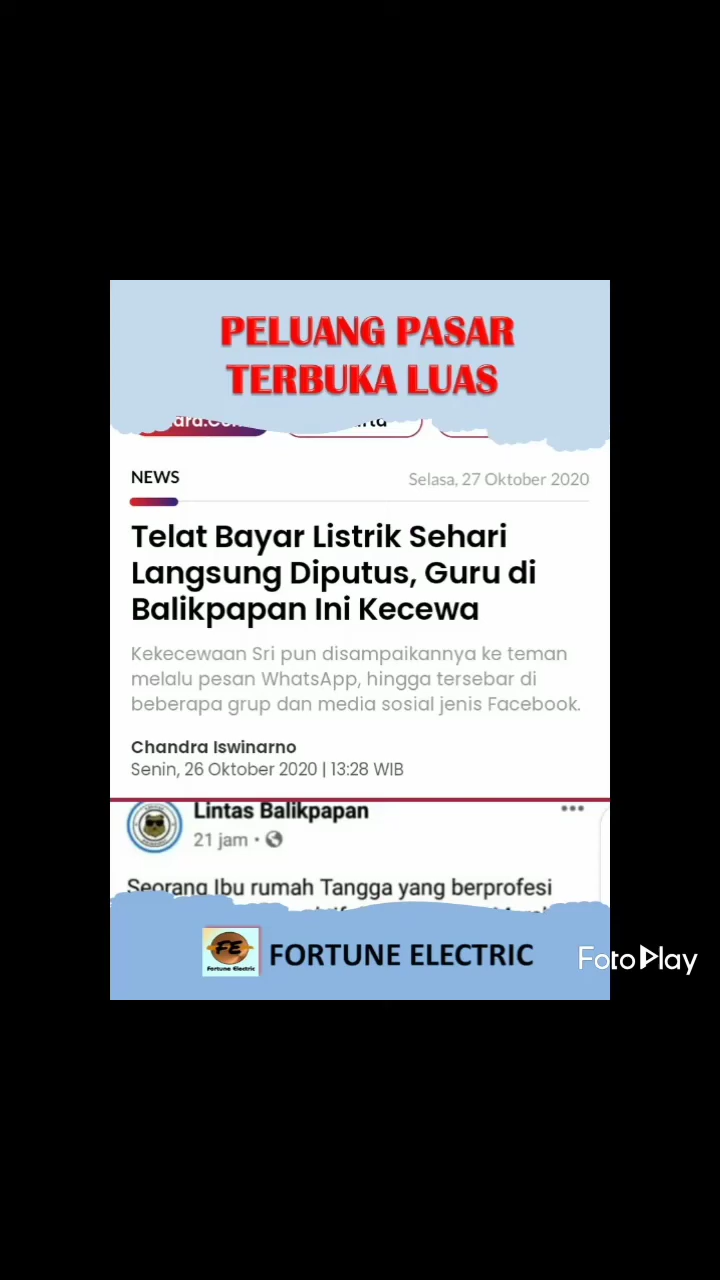 PELUANG PASAR
TERBUKA LUAS
NEWS
Selasa, 27 Oktober 2020
Telat Bayar Listrik Sehari
Langsung Diputus, Guru di
Balikpapan Ini Kecewa
Kekecewaan Sri pun disampaikannya ke teman
melalu pesan WhatsApp, hingga tersebar di
beberapa grup dan media sosial jenis Facebook.
Chandra Iswinarno
Senin, 26 Oktober 2020 | 13:28 WIB
Lintas Balikpapan
21 jam
Seorang Ibu rumah Tangga yang berprofesi
FE
Fortune Electric
FORTUNE ELECTRIC
FotoPlay